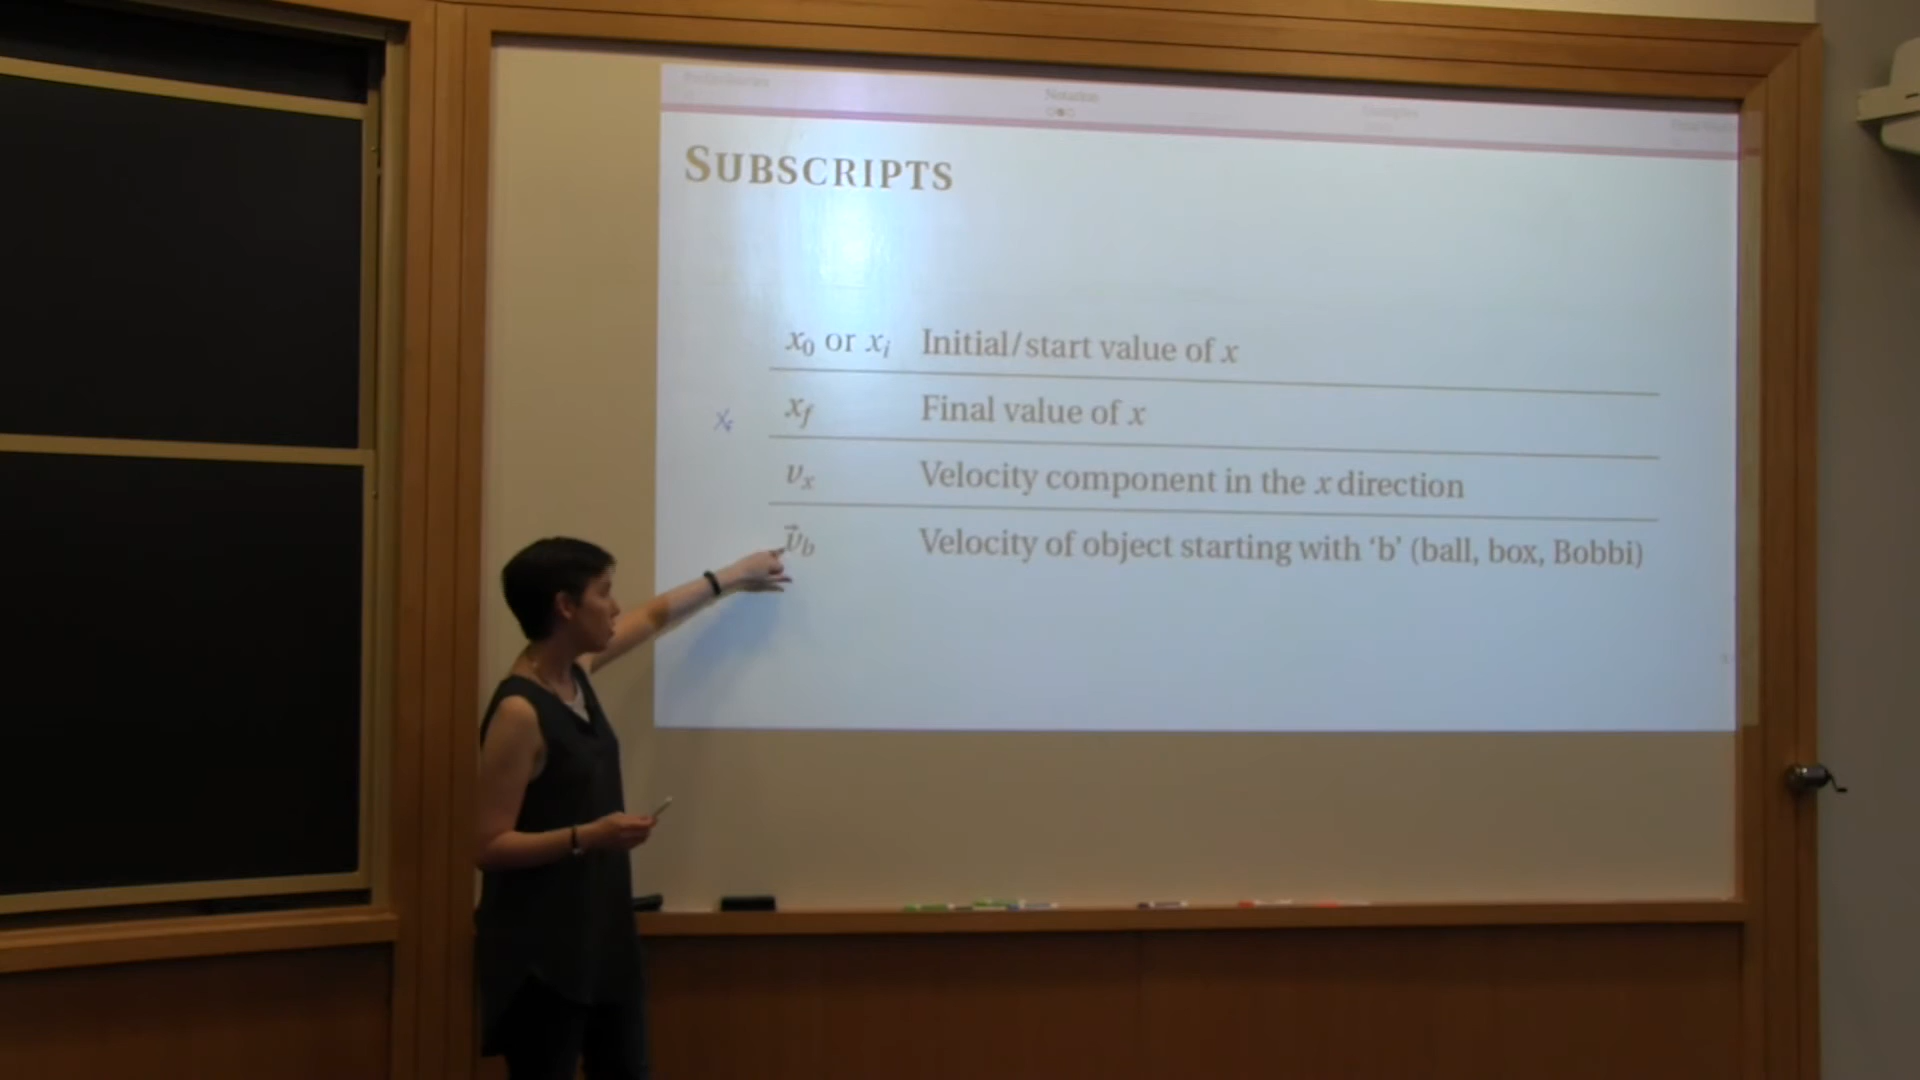 Notation
SUBSCRIPTS
x₀ or xᵢ Initial/start value of x
x_f Final value of x
vₓ Velocity component in the x direction
v⃗_b Velocity of object starting with ‘b’ (ball, box, Bobbi)